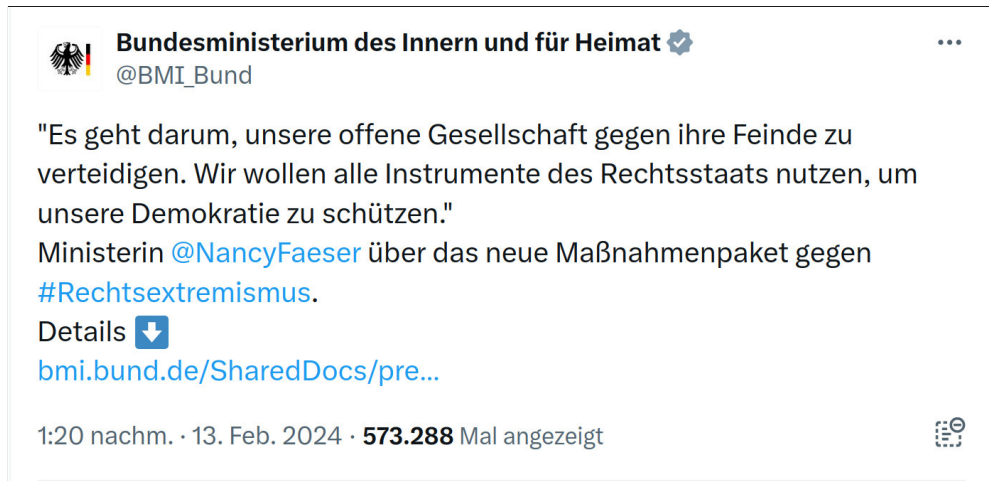 Bundesministerium des Innern und für Heimat
@BMI_Bund
"Es geht darum, unsere offene Gesellschaft gegen ihre Feinde zu
verteidigen. Wir wollen alle Instrumente des Rechtsstaats nutzen, um
unsere Demokratie zu schützen."
Ministerin @NancyFaeser über das neue Maßnahmenpaket gegen
#Rechtsextremismus.
Details ⬇️
bmi.bund.de/SharedDocs/pre…
1:20 nachm. · 13. Feb. 2024 · 573.288 Mal angezeigt